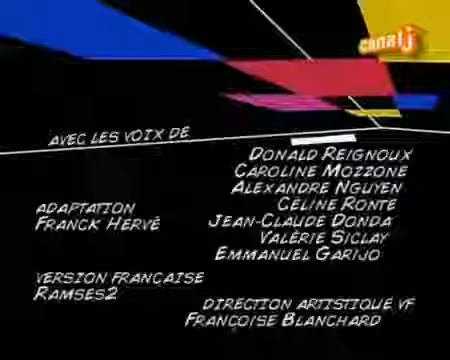 canal j
AVEC LES VOIX DE
DONALD REIGNOUX
CAROLINE MOZZONE
ALEXANDRE NGUYEN
CÉLINE RONTE
JEAN-CLAUDE DONDA
VALÉRIE SICLAY
EMMANUEL GARIJO
ADAPTATION
FRANCK HERVÉ
VERSION FRANCAISE
RAMSES2
DIRECTION ARTISTIQUE VF
FRANÇOISE BLANCHARD